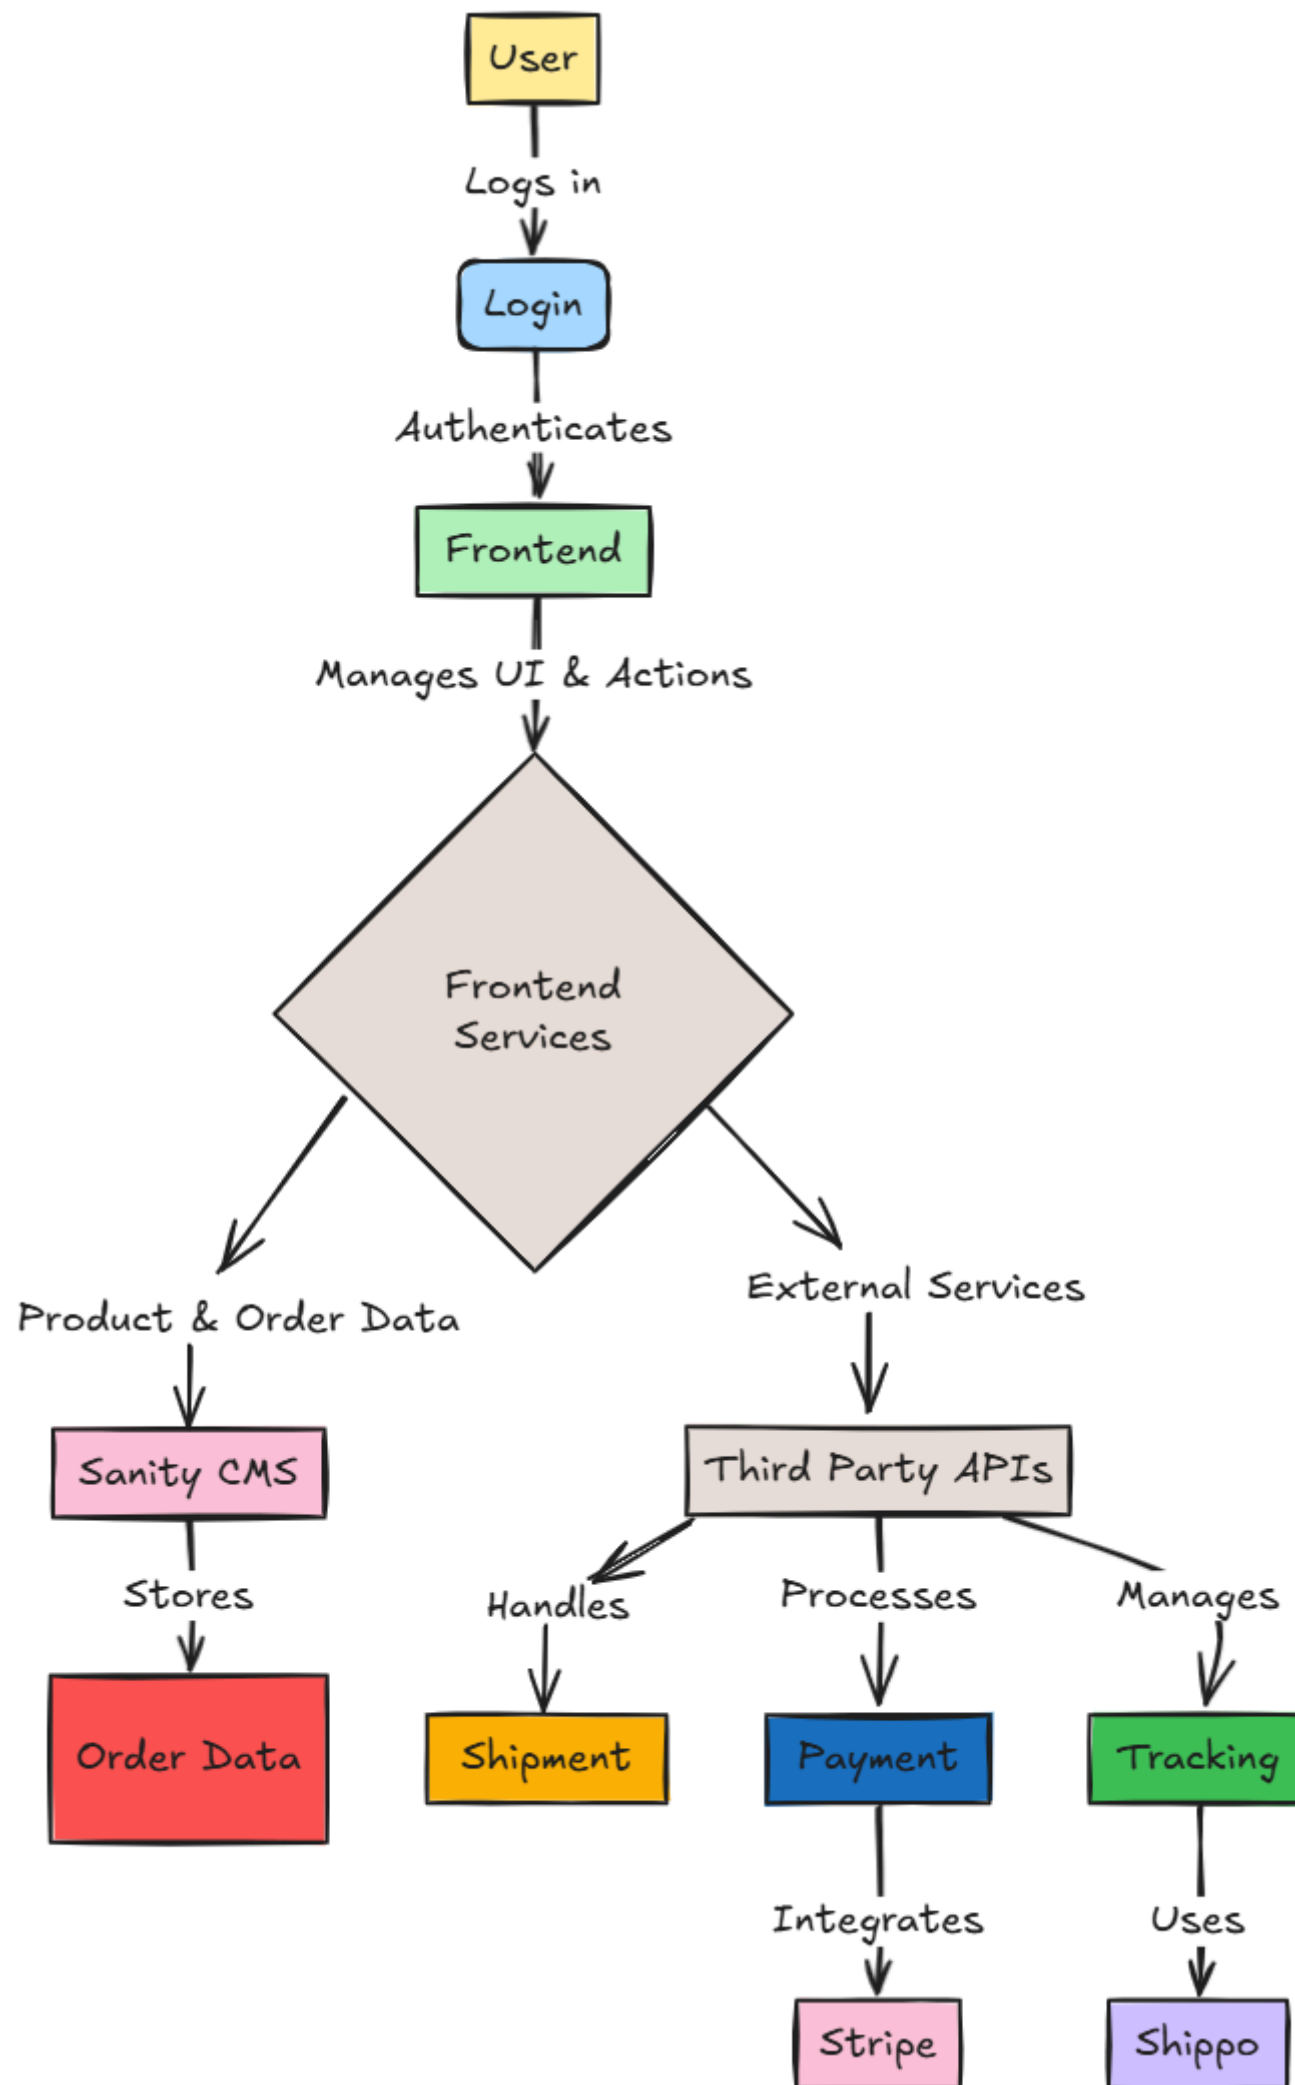 User
Logs in
Login
Authenticates
Frontend
Manages UI & Actions
Frontend
Services
Product & Order Data
External Services
Sanity CMS
Third Party APIs
Stores
Handles
Processes
Manages
Order Data
Shipment
Payment
Tracking
Integrates
Uses
Stripe
Shippo